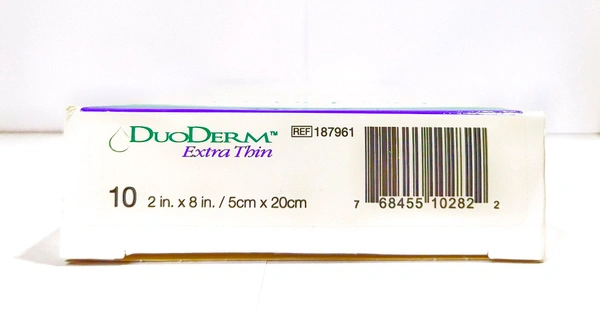 DUODERM™ REF 187961
Extra Thin
10 2 in. x 8 in. / 5cm x 20cm
7 68455 10282 2